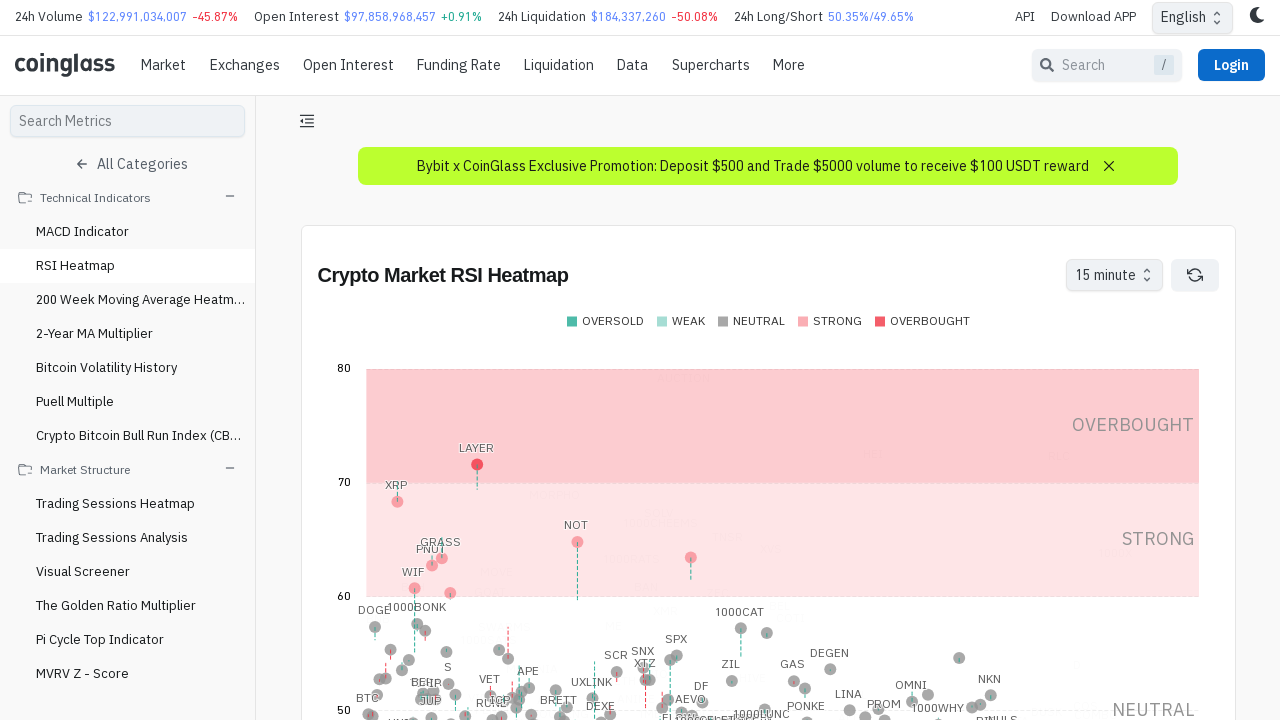 24h Volume $122,991,034,007 -45.87% Open Interest $97,858,968,457 +0.91% 24h Liquidation $184,337,260 -50.08% 24h Long/Short 50.35%/49.65% API Download APP English
coinglass Market Exchanges Open Interest Funding Rate Liquidation Data Supercharts More Search / Login
Search Metrics
All Categories
Technical Indicators
MACD Indicator
RSI Heatmap
200 Week Moving Average Heatm...
2-Year MA Multiplier
Bitcoin Volatility History
Puell Multiple
Crypto Bitcoin Bull Run Index (CB...
Market Structure
Trading Sessions Heatmap
Trading Sessions Analysis
Visual Screener
The Golden Ratio Multiplier
Pi Cycle Top Indicator
MVRV Z - Score
Bybit x CoinGlass Exclusive Promotion: Deposit $500 and Trade $5000 volume to receive $100 USDT reward
Crypto Market RSI Heatmap
15 minute
OVERSOLD WEAK NEUTRAL STRONG OVERBOUGHT
80
OVERBOUGHT
LAYER
70
XRP
NOT
STRONG
GRASS
PNUT
WIF
60
DOGE
1000BONK
1000CAT
SPX
SCR
SNX
XTZ
DEGEN
ZIL
GAS
S
APE
VET
UXLINK
NKN
OMNI
BTC
BRETT
DEXE
DF
AEVO
LINA
PROM
PONKE
1000WHY
50
NEUTRAL